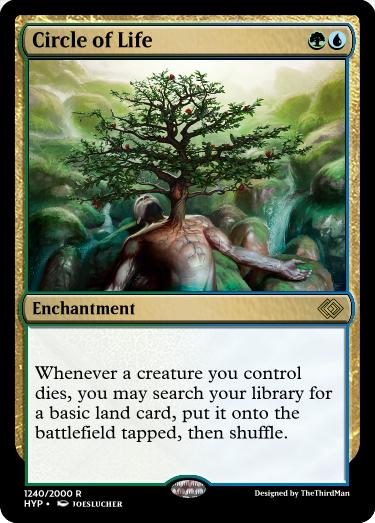 Circle of Life
Enchantment
Whenever a creature you control
dies, you may search your library for
a basic land card, put it onto the
battlefield tapped, then shuffle.
1240/2000 R
HYP • JOESLUCHER
Designed by TheThirdMan